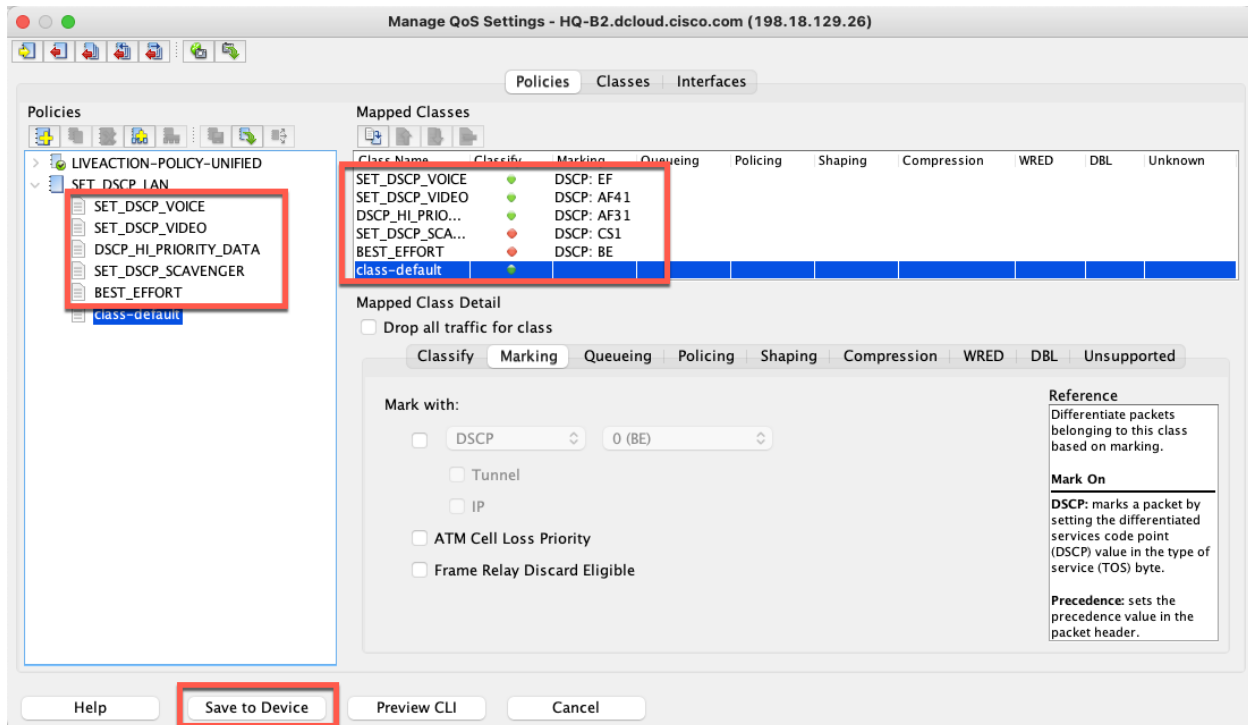 Manage QoS Settings - HQ-B2.dcloud.cisco.com (198.18.129.26)
Policies Classes Interfaces
Policies
LIVEACTION-POLICY-UNIFIED
SET_DSCP_LAN
SET_DSCP_VOICE
SET_DSCP_VIDEO
DSCP_HI_PRIORITY_DATA
SET_DSCP_SCAVENGER
BEST_EFFORT
class-default
Mapped Classes
Class Name Classify Marking Queueing Policing Shaping Compression WRED DBL Unknown
SET_DSCP_VOICE DSCP: EF
SET_DSCP_VIDEO DSCP: AF41
DSCP_HI_PRIO... DSCP: AF31
SET_DSCP_SCA... DSCP: CS1
BEST_EFFORT DSCP: BE
class-default
Mapped Class Detail
Drop all traffic for class
Classify Marking Queueing Policing Shaping Compression WRED DBL Unsupported
Mark with:
DSCP 0 (BE)
Tunnel
IP
ATM Cell Loss Priority
Frame Relay Discard Eligible
Reference
Differentiate packets
belonging to this class
based on marking.
Mark On
DSCP: marks a packet by
setting the differentiated
services code point
(DSCP) value in the type of
service (TOS) byte.
Precedence: sets the
precedence value in the
packet header.
Help Save to Device Preview CLI Cancel